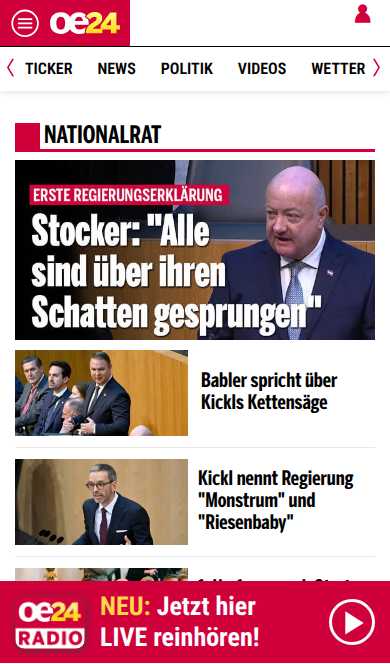 oe24
TICKER NEWS POLITIK VIDEOS WETTER
NATIONALRAT
ERSTE REGIERUNGSERKLÄRUNG
Stocker: "Alle
sind über ihren
Schatten gesprungen"
Babler spricht über
Kickls Kettensäge
Kickl nennt Regierung
"Monstrum" und
"Riesenbaby"
oe24
RADIO
NEU: Jetzt hier
LIVE reinhören!